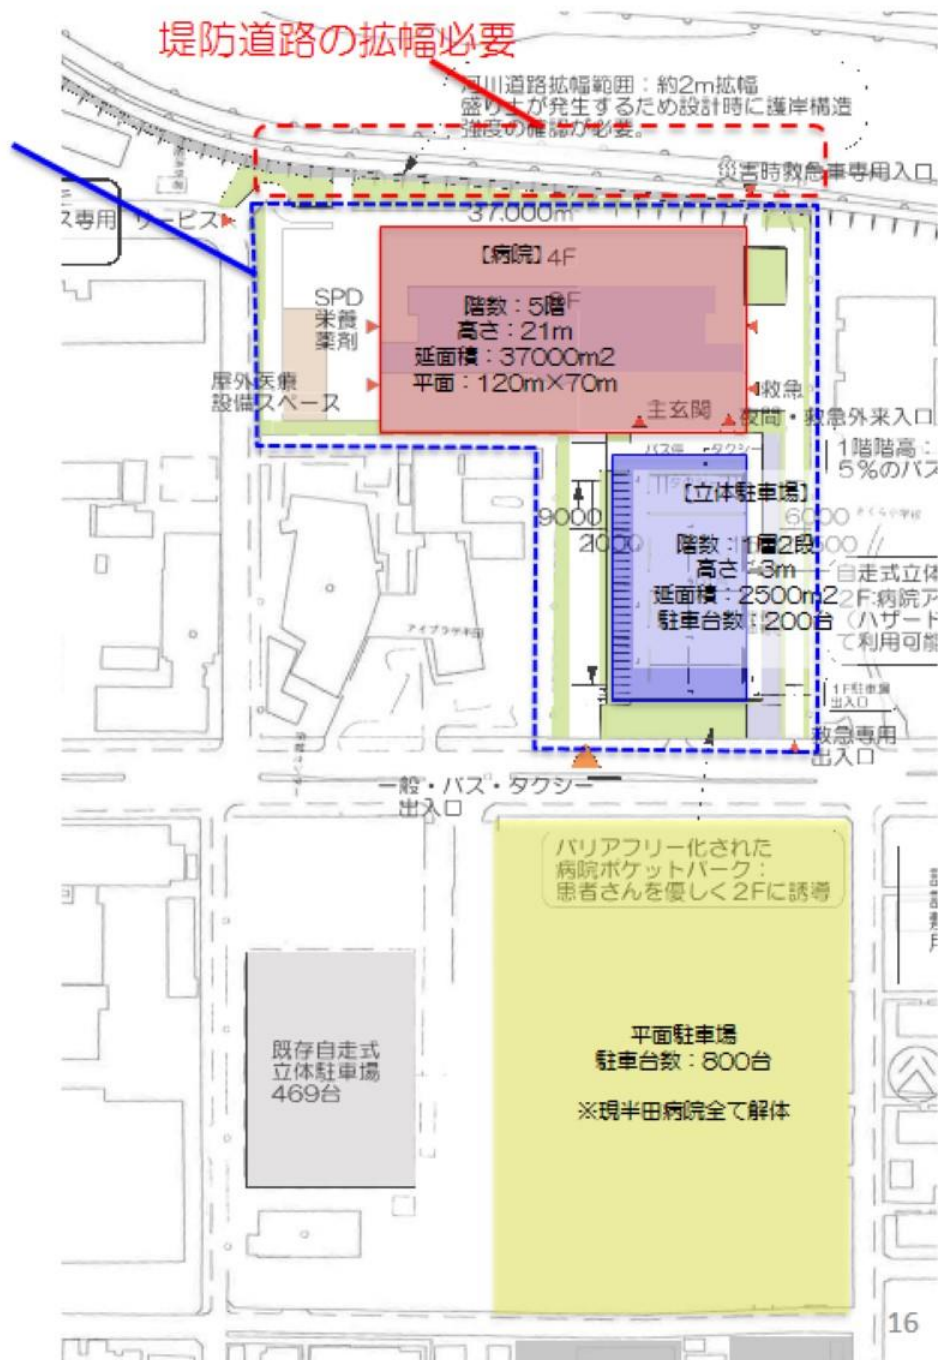 堤防道路の拡幅必要
河川道路拡幅範囲：約2m拡幅
盛り土が発生するため設計時に護岸構造
強度の確認が必要。
災害時救急車専用入口
ス専用
サービス
37.000m
【病院】4F
階数：5階
高さ：21m
延面積：37000m2
平面：120m×70m
SPD
栄養
薬剤
屋外医療
設備スペース
救急
主玄関
夜間・救急外来入口
バス停
タクシー
1階階高：
5％のバス
【立体駐車場】
9000
6000
さくら小学校
階数：1層2段
高さ：3m
延面積：2500m2
駐車台数：200台
自走式立体
2F:病院ア
(ハザード
て利用可能
アイプラザ半田
1F駐車場
出入口
救急専用
出入口
一般・バス・タクシー
出入口
バリアフリー化された
病院ポケットパーク：
患者さんを優しく2Fに誘導
既存自走式
立体駐車場
469台
平面駐車場
駐車台数：800台
※現半田病院全て解体
16